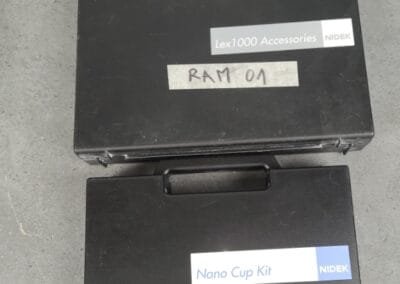 Lex1000 Accessories NIDEK
RAM 01
Nano Cup Kit NIDEK